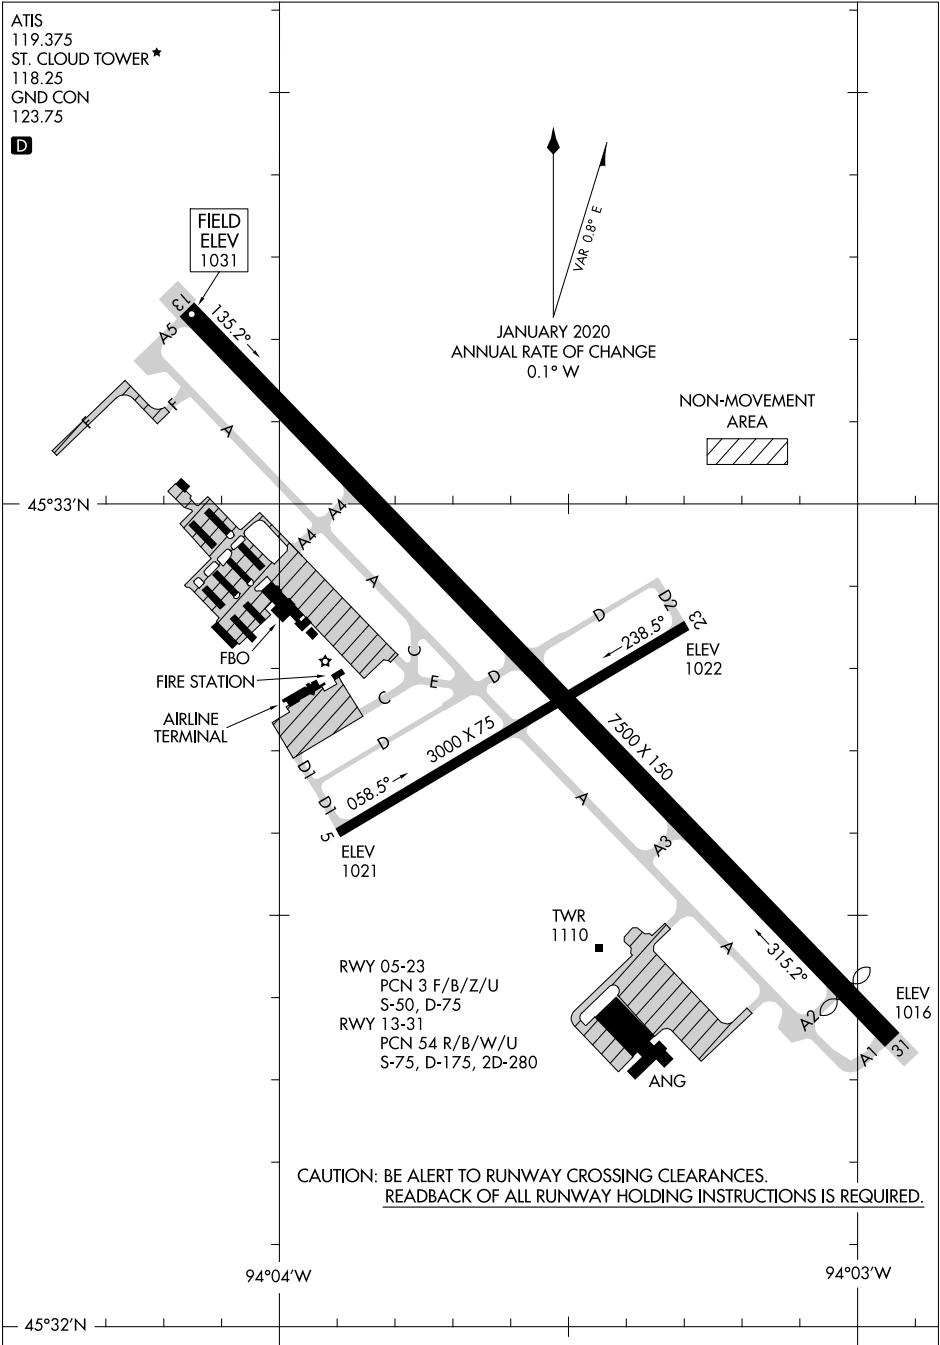 ATIS
119.375
ST. CLOUD TOWER★
118.25
GND CON
123.75
D
FIELD
ELEV
1031
VAR 0.8° E
JANUARY 2020
ANNUAL RATE OF CHANGE
0.1° W
NON-MOVEMENT
AREA
13
135.2°
A5
F
F
A
45°33'N
A4
A4
A
D2
D
23
238.5°
ELEV
1022
FBO
C
FIRE STATION
E
D
C
AIRLINE
TERMINAL
D
3000 X 75
7500 X 150
D1
058.5°
D1
A
5
ELEV
1021
A3
TWR
1110
A
315.2°
RWY 05-23
PCN 3 F/B/Z/U
S-50, D-75
RWY 13-31
PCN 54 R/B/W/U
S-75, D-175, 2D-280
ELEV
1016
A2
A1
31
ANG
CAUTION: BE ALERT TO RUNWAY CROSSING CLEARANCES.
READBACK OF ALL RUNWAY HOLDING INSTRUCTIONS IS REQUIRED.
94°04'W
94°03'W
45°32'N